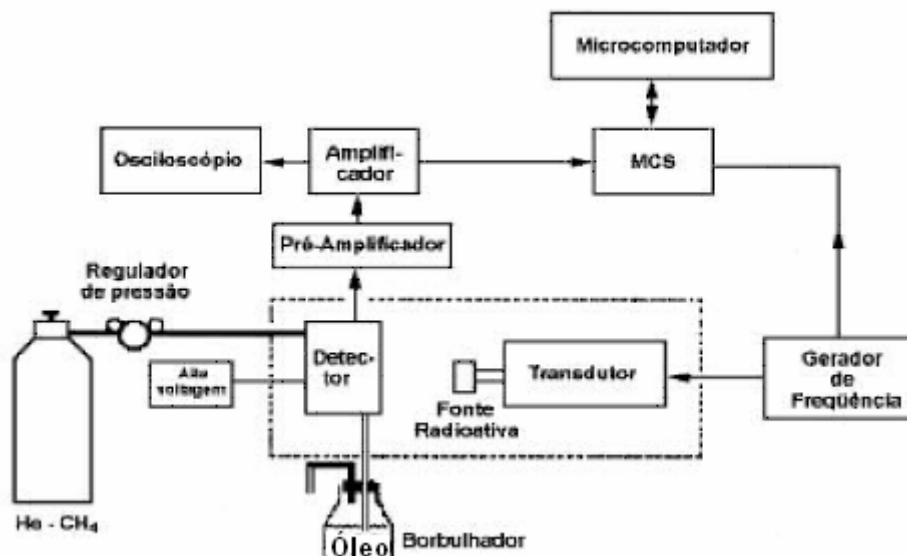 Microcomputador
Osciloscópio
Amplifi-
cador
MCS
Pré-Amplificador
Regulador
de pressão
Detec-
tor
Alta
voltagem
Transdutor
Fonte
Radioativa
Gerador
de
Freqüência
He - CH₄
Óleo
Borbulhador